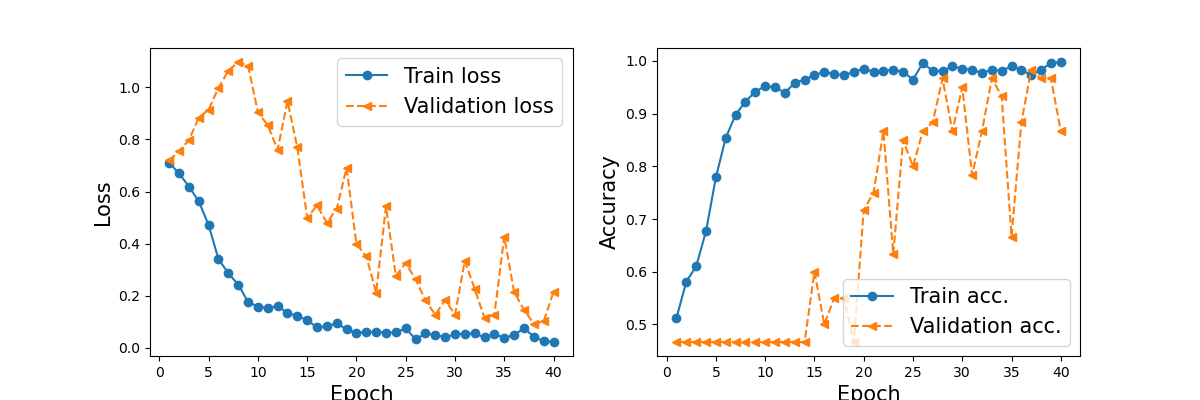 Train loss
Validation loss
Loss
1.0
0.8
0.6
0.4
0.2
0.0
0 5 10 15 20 25 30 35 40
Epoch
Train acc.
Validation acc.
Accuracy
1.0
0.9
0.8
0.7
0.6
0.5
0 5 10 15 20 25 30 35 40
Epoch